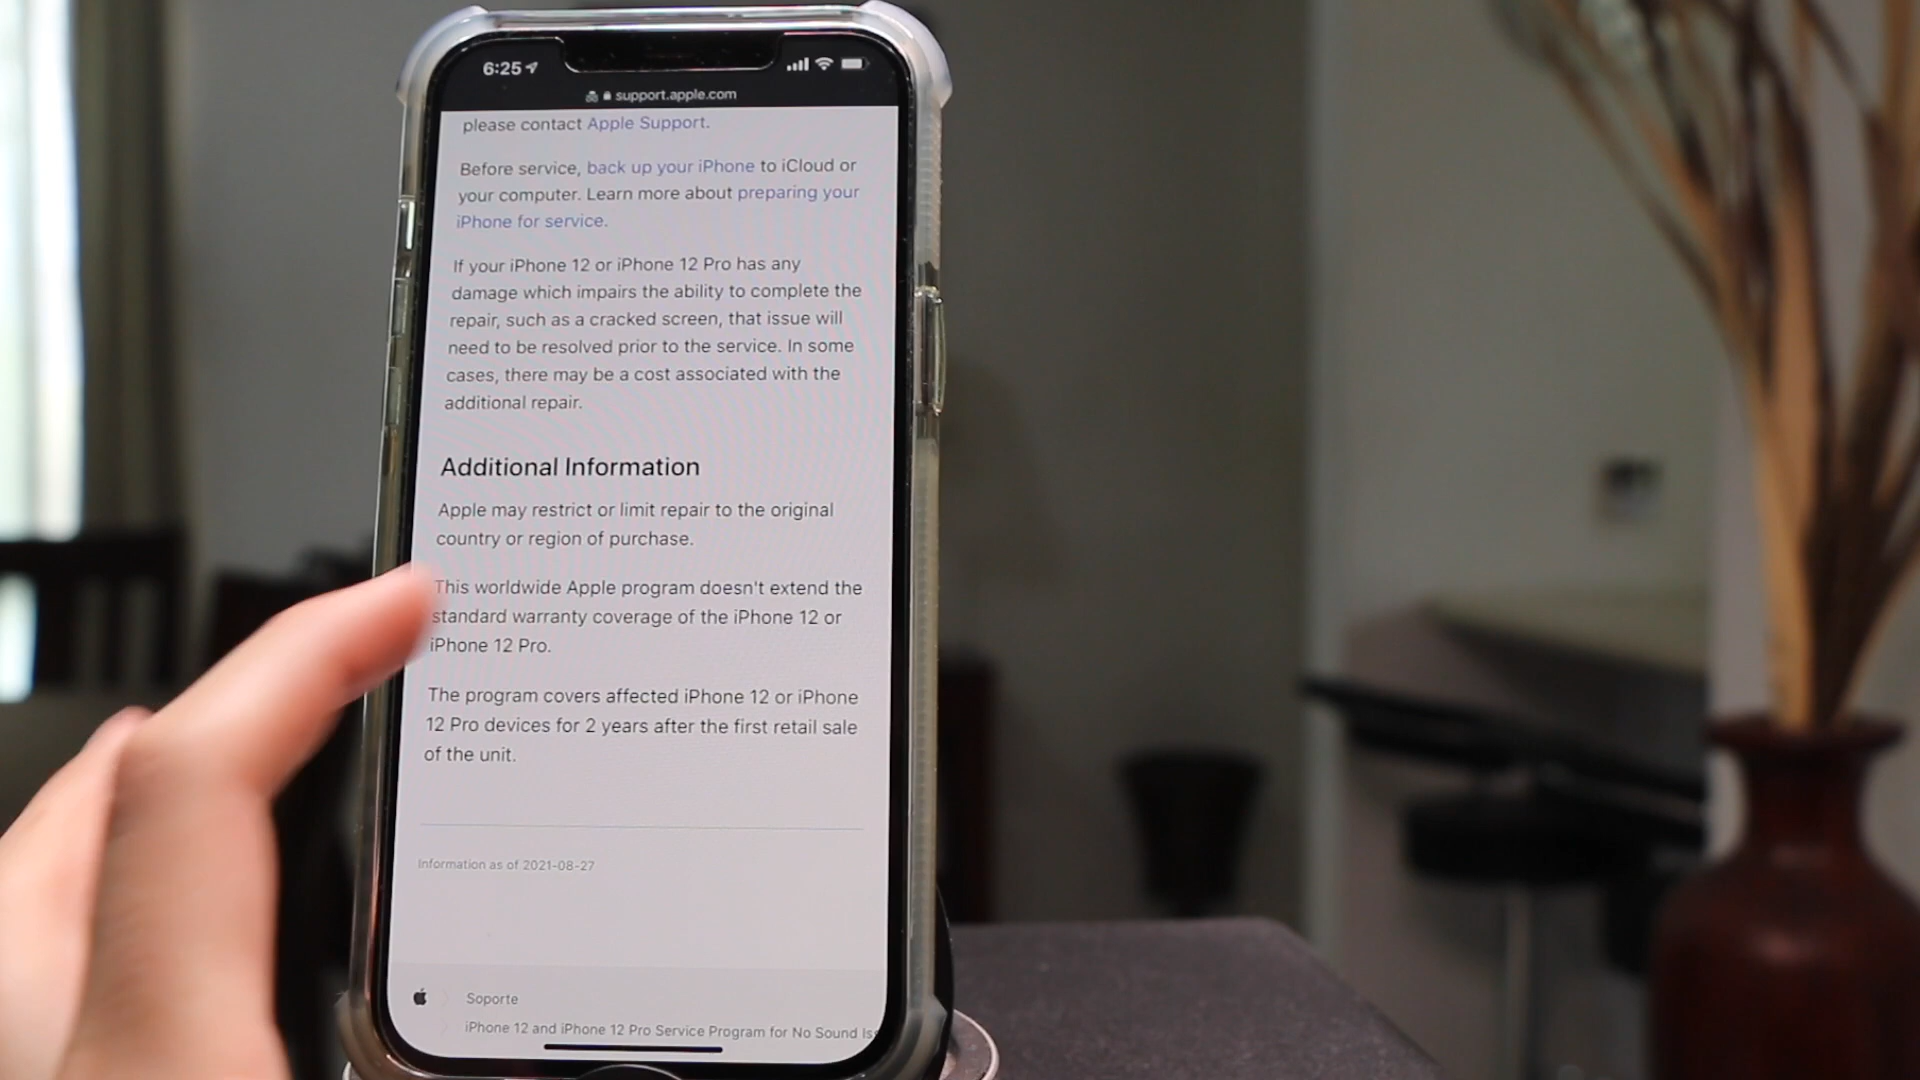 6:25
support.apple.com
please contact Apple Support.
Before service, back up your iPhone to iCloud or
your computer. Learn more about preparing your
iPhone for service.
If your iPhone 12 or iPhone 12 Pro has any
damage which impairs the ability to complete the
repair, such as a cracked screen, that issue will
need to be resolved prior to the service. In some
cases, there may be a cost associated with the
additional repair.
Additional Information
Apple may restrict or limit repair to the original
country or region of purchase.
This worldwide Apple program doesn't extend the
standard warranty coverage of the iPhone 12 or
iPhone 12 Pro.
The program covers affected iPhone 12 or iPhone
12 Pro devices for 2 years after the first retail sale
of the unit.
Information as of 2021-08-27
Soporte
iPhone 12 and iPhone 12 Pro Service Program for No Sound Is